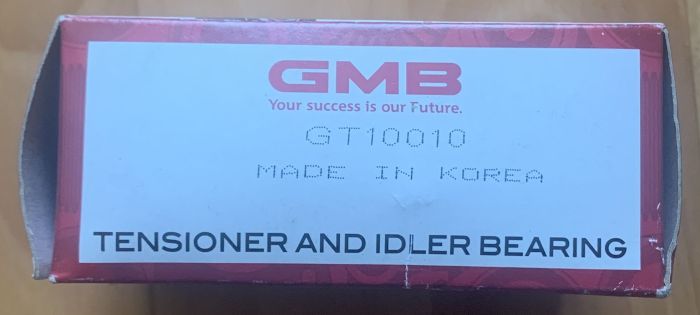 GMB
Your success is our Future.
GT10010
MADE IN KOREA
TENSIONER AND IDLER BEARING